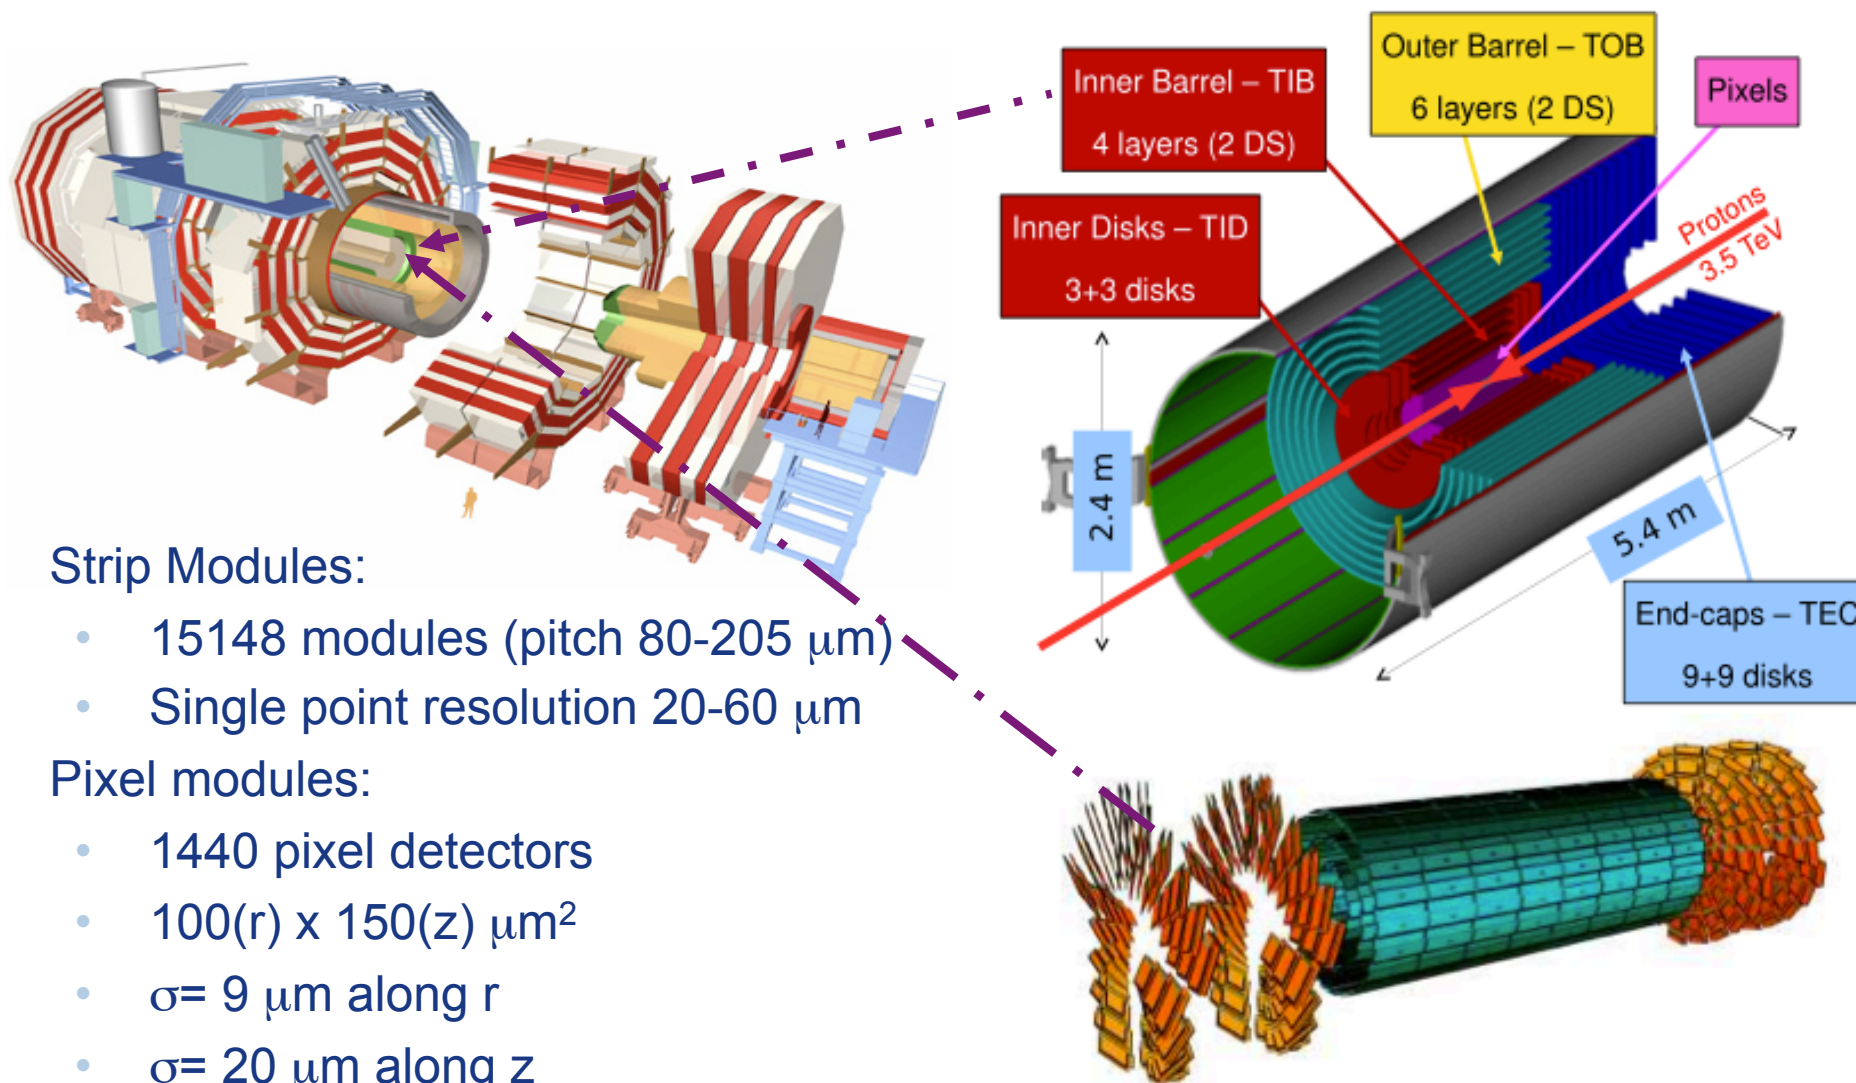 Inner Barrel – TIB
4 layers (2 DS)
Outer Barrel – TOB
6 layers (2 DS)
Pixels
Inner Disks – TID
3+3 disks
Protons
3.5 TeV
2.4 m
5.4 m
End-caps – TEC
9+9 disks
Strip Modules:
• 15148 modules (pitch 80-205 μm)
• Single point resolution 20-60 μm
Pixel modules:
• 1440 pixel detectors
• 100(r) x 150(z) μm²
• σ= 9 μm along r
• σ= 20 μm along z